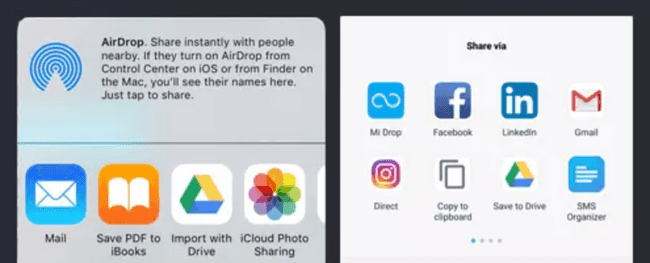 AirDrop. Share instantly with people
nearby. If they turn on AirDrop from
Control Center on iOS or from Finder on
the Mac, you'll see their names here.
Just tap to share.
Mail
Save PDF to
iBooks
Import with
Drive
iCloud Photo
Sharing
Share via
Mi Drop
Facebook
LinkedIn
Gmail
Direct
Copy to
clipboard
Save to Drive
SMS
Organizer